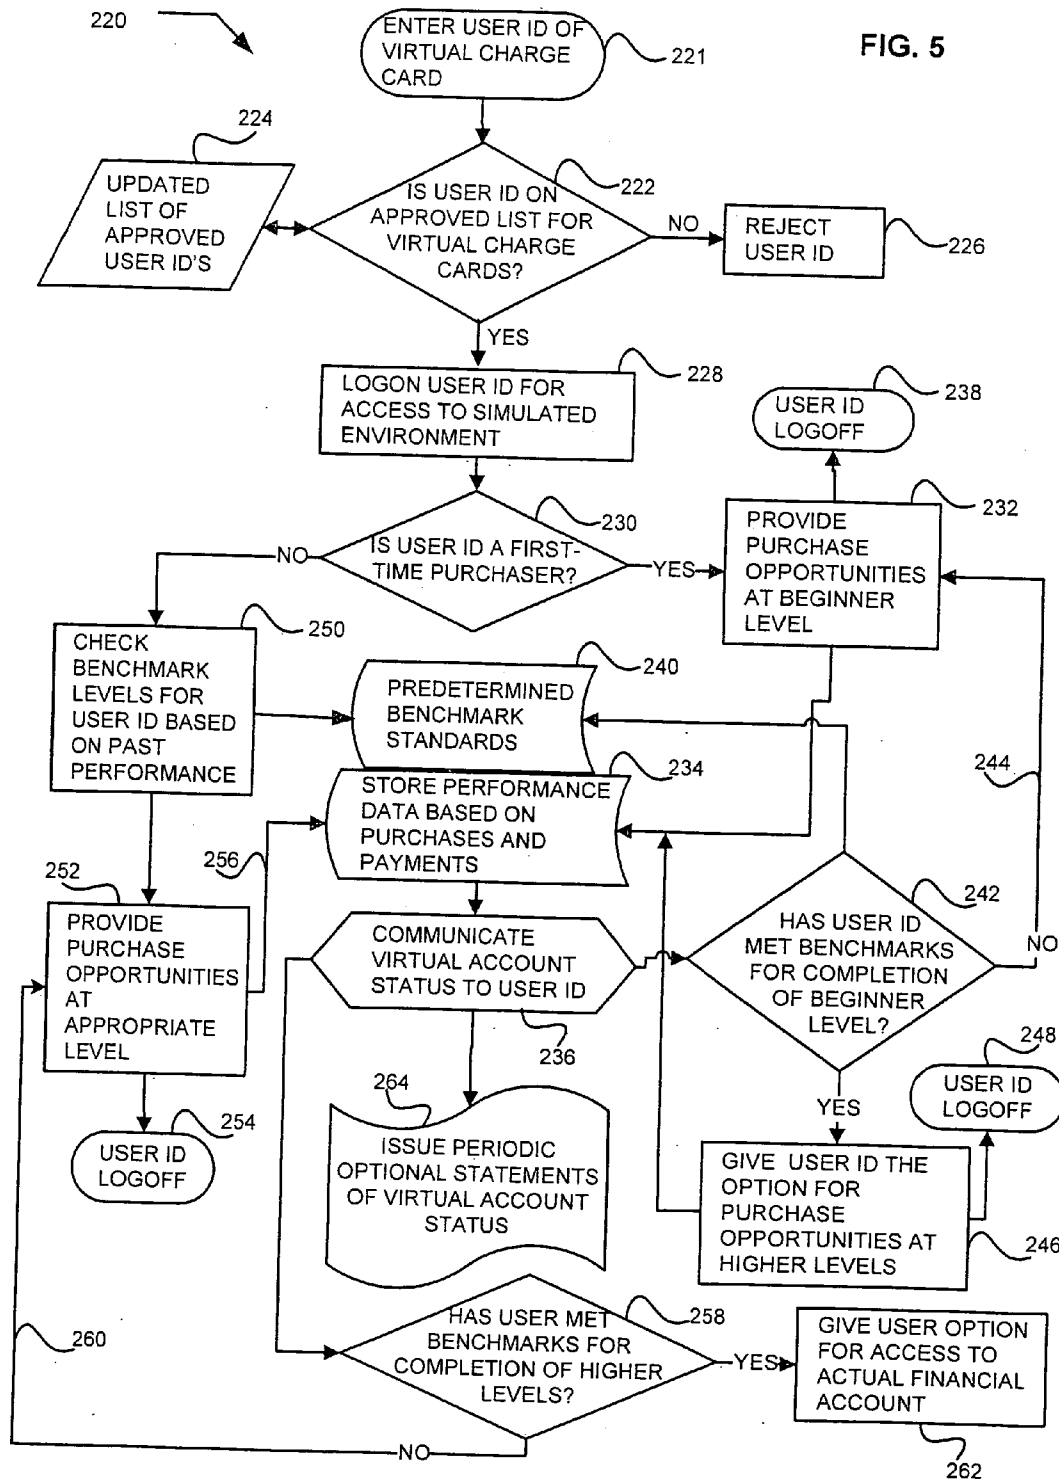 220
ENTER USER ID OF
VIRTUAL CHARGE
CARD
221
FIG. 5
224
UPDATED
LIST OF
APPROVED
USER ID'S
IS USER ID ON
APPROVED LIST FOR
VIRTUAL CHARGE
CARDS?
222
NO
REJECT
USER ID
226
YES
LOGON USER ID FOR
ACCESS TO SIMULATED
ENVIRONMENT
228
238
USER ID
LOGOFF
230
IS USER ID A FIRST-
TIME PURCHASER?
NO
YES
232
PROVIDE
PURCHASE
OPPORTUNITIES
AT BEGINNER
LEVEL
250
CHECK
BENCHMARK
LEVELS FOR
USER ID BASED
ON PAST
PERFORMANCE
240
PREDETERMINED
BENCHMARK
STANDARDS
234
STORE PERFORMANCE
DATA BASED ON
PURCHASES AND
PAYMENTS
244
256
252
PROVIDE
PURCHASE
OPPORTUNITIES
AT
APPROPRIATE
LEVEL
COMMUNICATE
VIRTUAL ACCOUNT
STATUS TO USER ID
236
242
HAS USER ID
MET BENCHMARKS
FOR COMPLETION
OF BEGINNER
LEVEL?
NO
YES
248
USER ID
LOGOFF
254
USER ID
LOGOFF
264
ISSUE PERIODIC
OPTIONAL STATEMENTS
OF VIRTUAL ACCOUNT
STATUS
GIVE USER ID THE
OPTION FOR
PURCHASE
OPPORTUNITIES AT
HIGHER LEVELS
246
260
HAS USER MET
BENCHMARKS FOR
COMPLETION OF HIGHER
LEVELS?
258
YES
GIVE USER OPTION
FOR ACCESS TO
ACTUAL FINANCIAL
ACCOUNT
262
NO